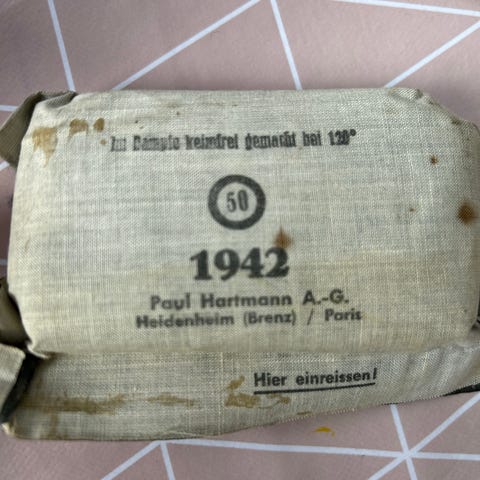 Im Dampfe keimfrei gemacht bei 120°
50
1942
Paul Hartmann A.-G.
Heidenheim (Brenz) / Paris
Hier einreissen!